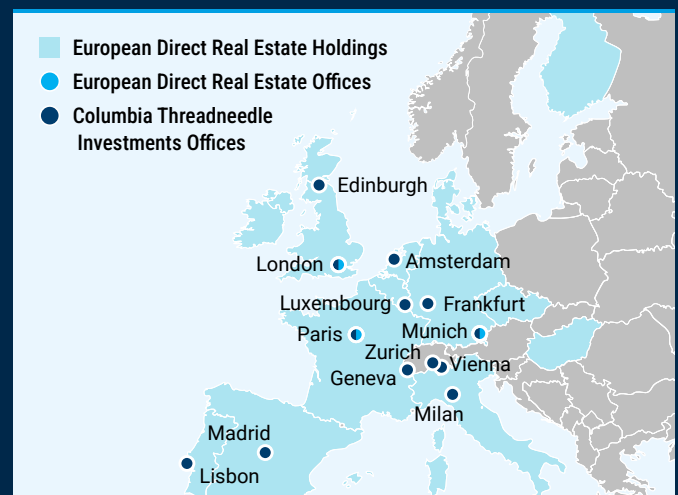 European Direct Real Estate Holdings
European Direct Real Estate Offices
Columbia Threadneedle
Investments Offices
Edinburgh
London
Amsterdam
Luxembourg
Frankfurt
Paris
Munich
Zurich
Vienna
Geneva
Milan
Madrid
Lisbon